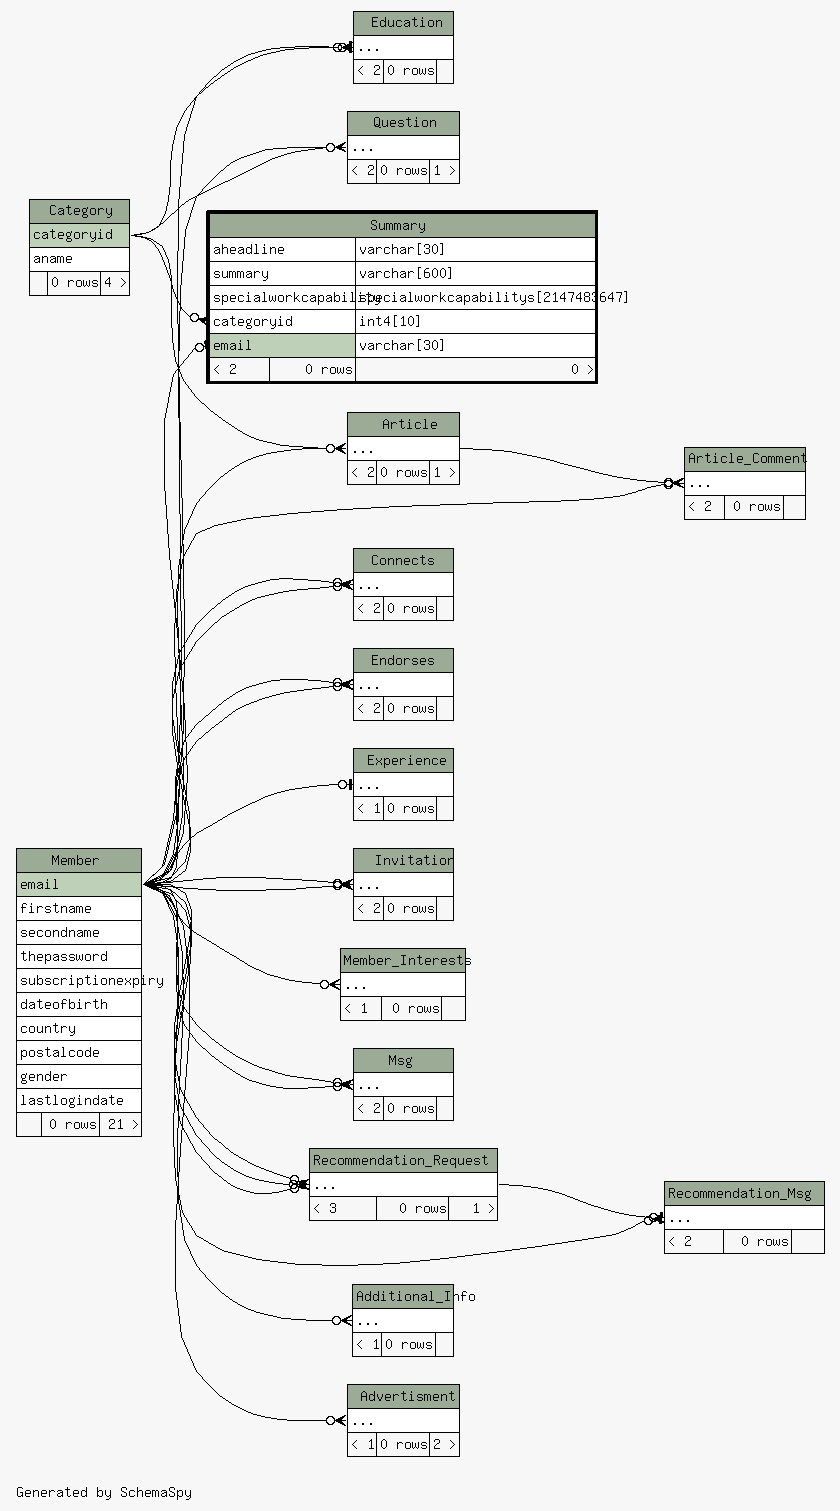 Education
...
< 2 0 rows
Question
...
< 2 0 rows 1 >
Category
categoryid
aname
0 rows 4 >
Summary
aheadline varchar[30]
summary varchar[600]
specialworkcapability specialworkcapabilitys[2147483647]
categoryid int4[10]
email varchar[30]
< 2 0 rows 0 >
Article
...
< 2 0 rows 1 >
Article_Comment
...
< 2 0 rows
Connects
...
< 2 0 rows
Endorses
...
< 2 0 rows
Experience
...
< 1 0 rows
Member
email
firstname
secondname
thepassword
subscriptionexpiry
dateofbirth
country
postalcode
gender
lastlogindate
0 rows 21 >
Invitation
...
< 2 0 rows
Member_Interests
...
< 1 0 rows
Msg
...
< 2 0 rows
Recommendation_Request
...
< 3 0 rows 1 >
Recommendation_Msg
...
< 2 0 rows
Additional_Info
...
< 1 0 rows
Advertisment
...
< 1 0 rows 2 >
Generated by SchemaSpy